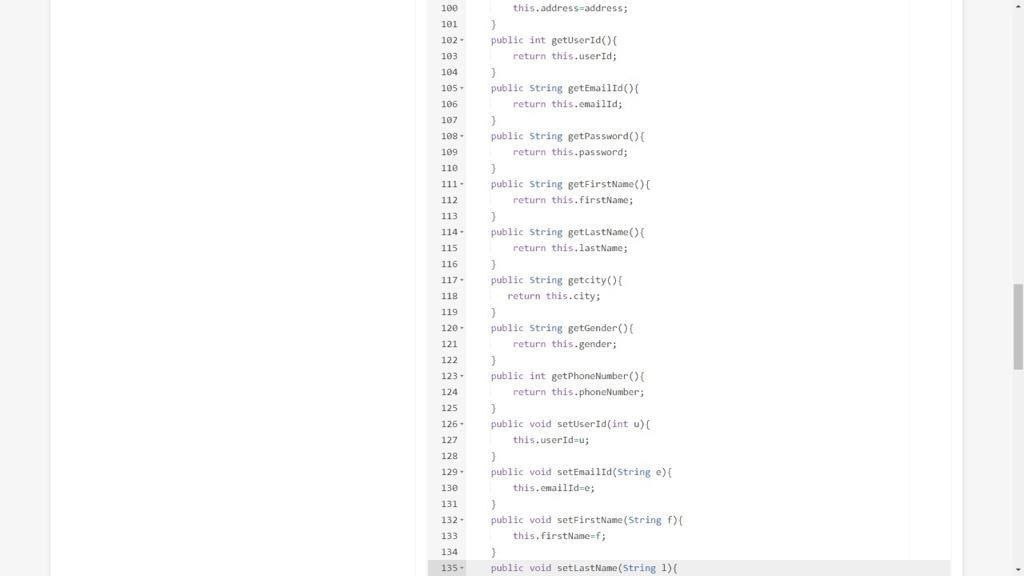 100 this.address=address;
101 }
102 public int getUserId(){
103 return this.userId;
104 }
105 public String getEmailId(){
106 return this.emailId;
107 }
108 public String getPassword(){
109 return this.password;
110 }
111 public String getFirstName(){
112 return this.firstName;
113 }
114 public String getLastName(){
115 return this.lastName;
116 }
117 public String getcity(){
118 return this.city;
119 }
120 public String getGender(){
121 return this.gender;
122 }
123 public int getPhoneNumber(){
124 return this.phoneNumber;
125 }
126 public void setUserId(int u){
127 this.userId=u;
128 }
129 public void setEmailId(String e){
130 this.emailId=e;
131 }
132 public void setFirstName(String f){
133 this.firstName=f;
134 }
135 public void setLastName(String l){